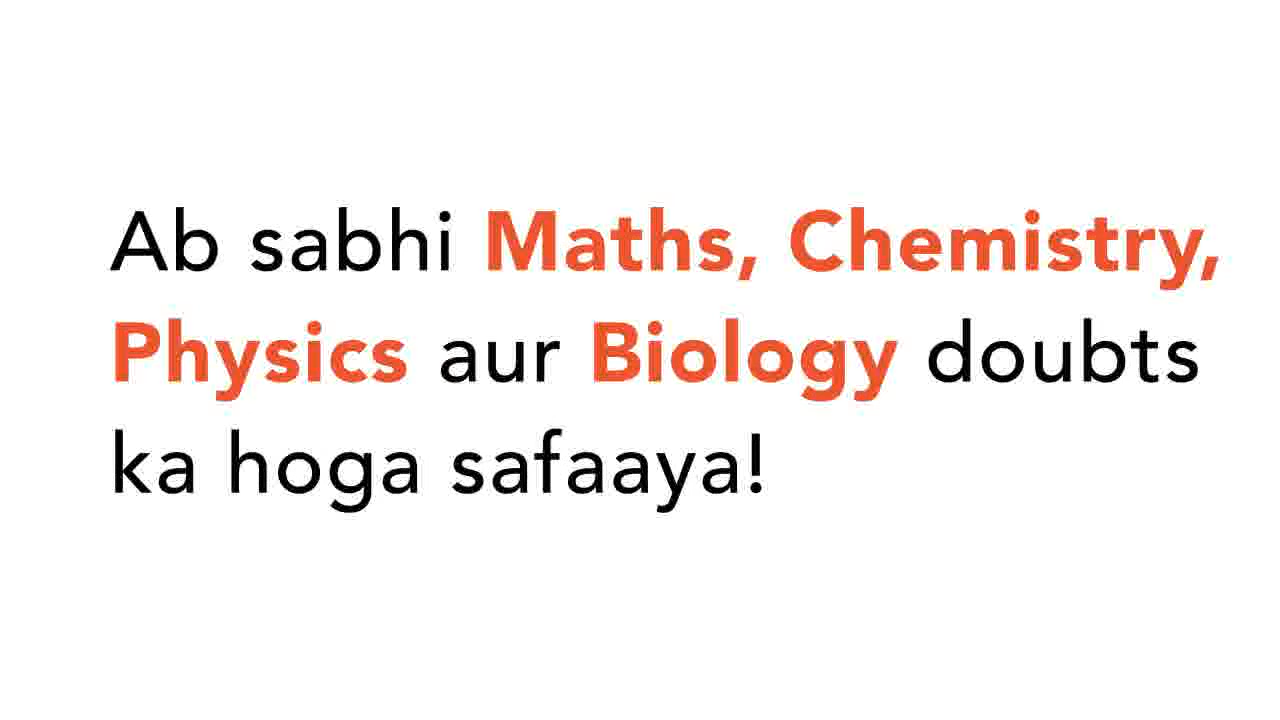 Ab sabhi Maths, Chemistry,
Physics aur Biology doubts
ka hoga safaaya!